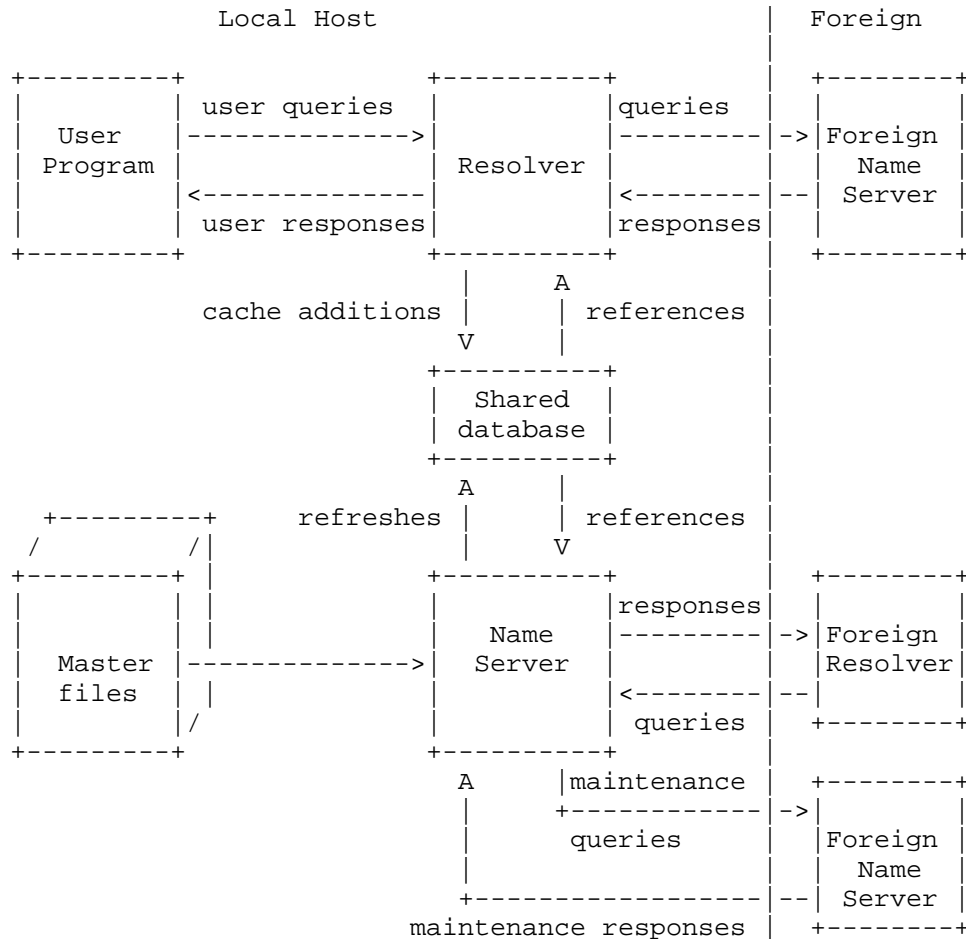 Local Host | Foreign
user queries queries
User Foreign
Program Resolver Name
Server
user responses responses
A
cache additions references
V
Shared
database
A
refreshes references
V
responses
Name Foreign
Master Server Resolver
files
queries
A maintenance
queries Foreign
Name
Server
maintenance responses